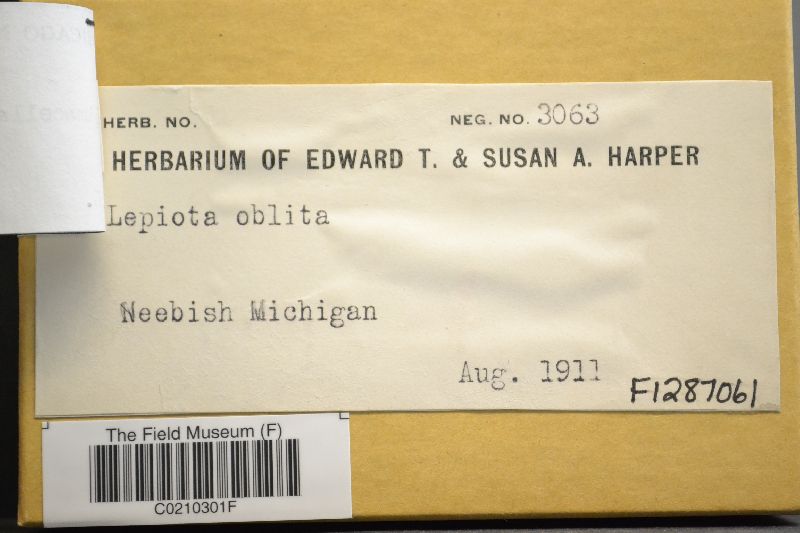 HERB. NO.
NEG. NO. 3063
HERBARIUM OF EDWARD T. & SUSAN A. HARPER
Lepiota oblita
Neebish Michigan
Aug. 1911
F1287061
The Field Museum (F)
C0210301F